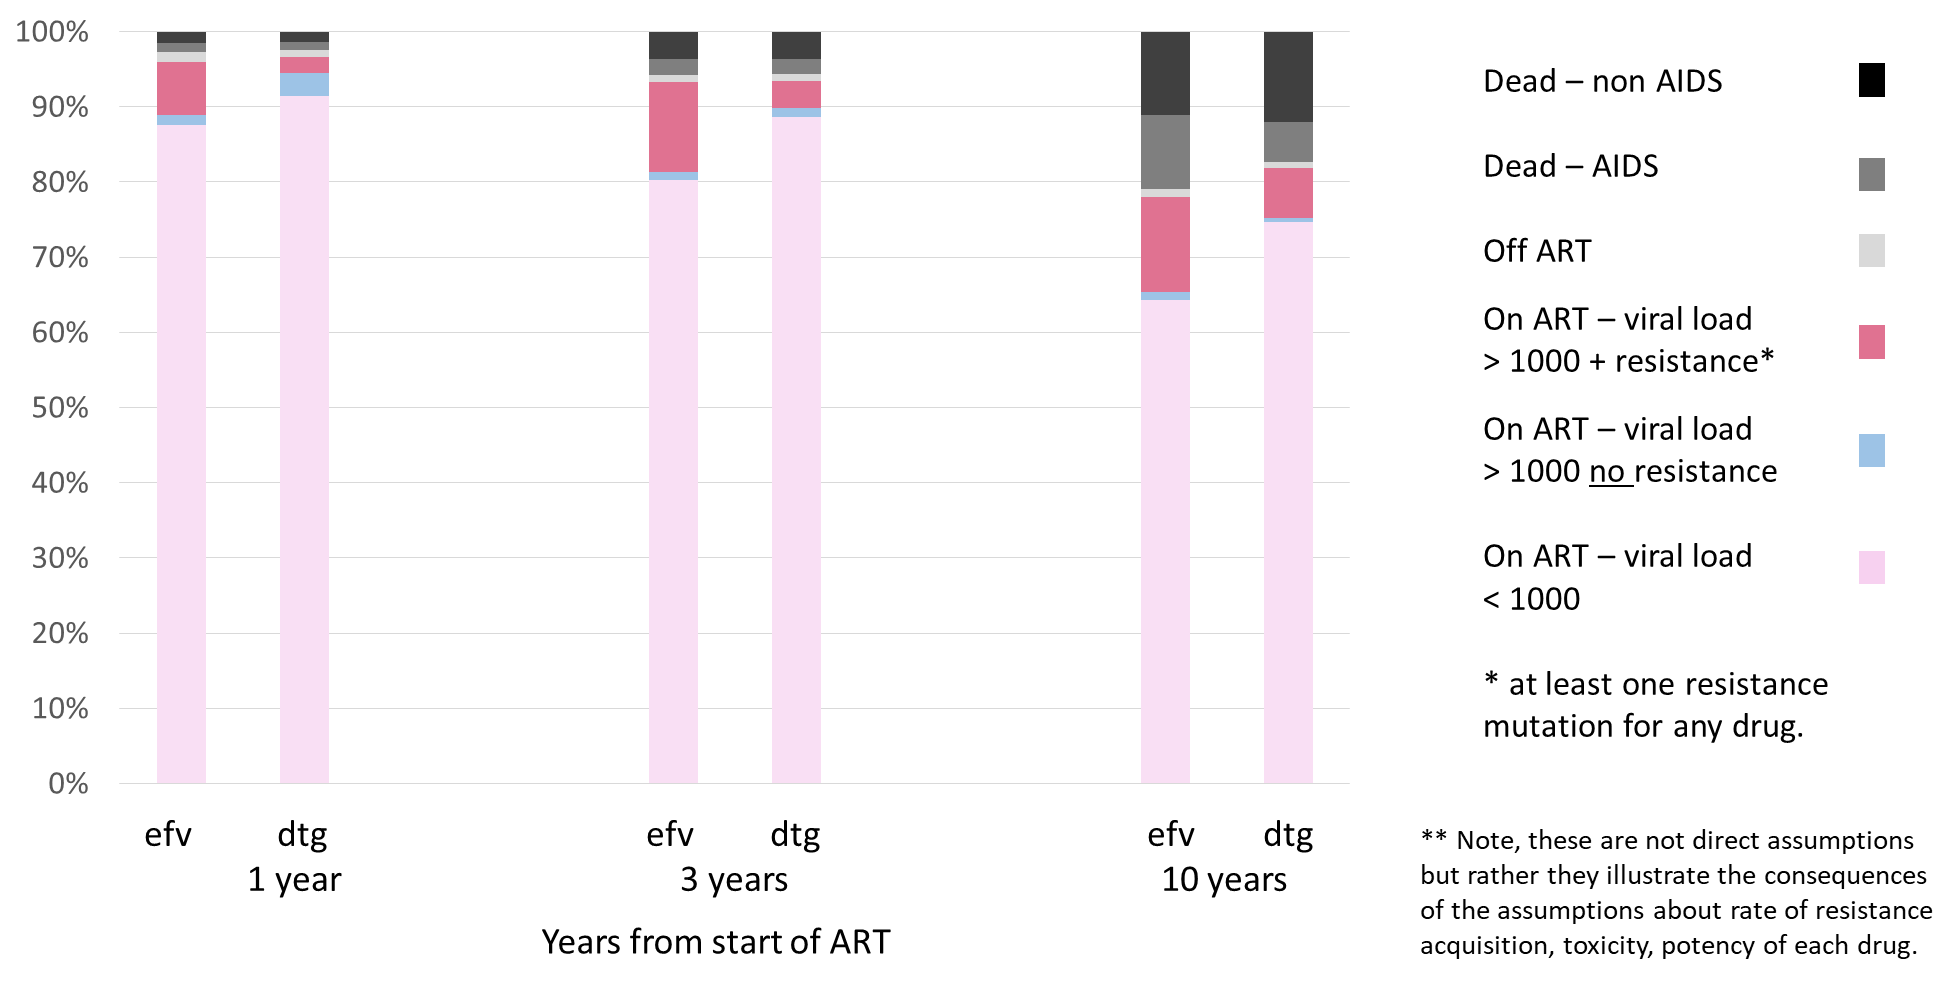 100%
90%
80%
70%
60%
50%
40%
30%
20%
10%
0%
efv dtg efv dtg efv dtg
1 year 3 years 10 years
Years from start of ART
Dead – non AIDS
Dead – AIDS
Off ART
On ART – viral load
> 1000 + resistance*
On ART – viral load
> 1000 no resistance
On ART – viral load
< 1000
* at least one resistance
mutation for any drug.
** Note, these are not direct assumptions
but rather they illustrate the consequences
of the assumptions about rate of resistance
acquisition, toxicity, potency of each drug.